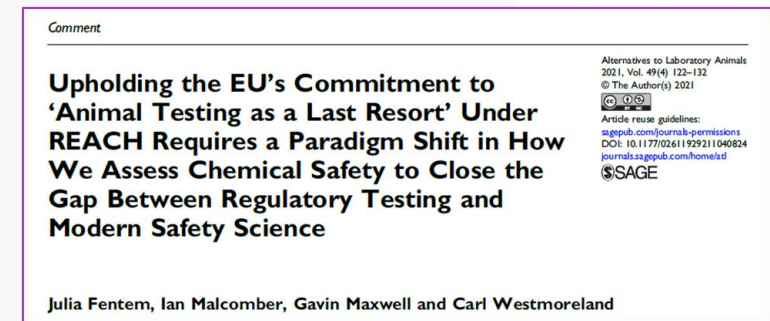 Comment
Alternatives to Laboratory Animals
2021, Vol. 49(4) 122–132
© The Author(s) 2021
Article reuse guidelines:
sagepub.com/journals-permissions
DOI: 10.1177/02611929211040824
journals.sagepub.com/home/atl
SAGE
Upholding the EU's Commitment to
'Animal Testing as a Last Resort' Under
REACH Requires a Paradigm Shift in How
We Assess Chemical Safety to Close the
Gap Between Regulatory Testing and
Modern Safety Science
Julia Fentem, Ian Malcomber, Gavin Maxwell and Carl Westmoreland